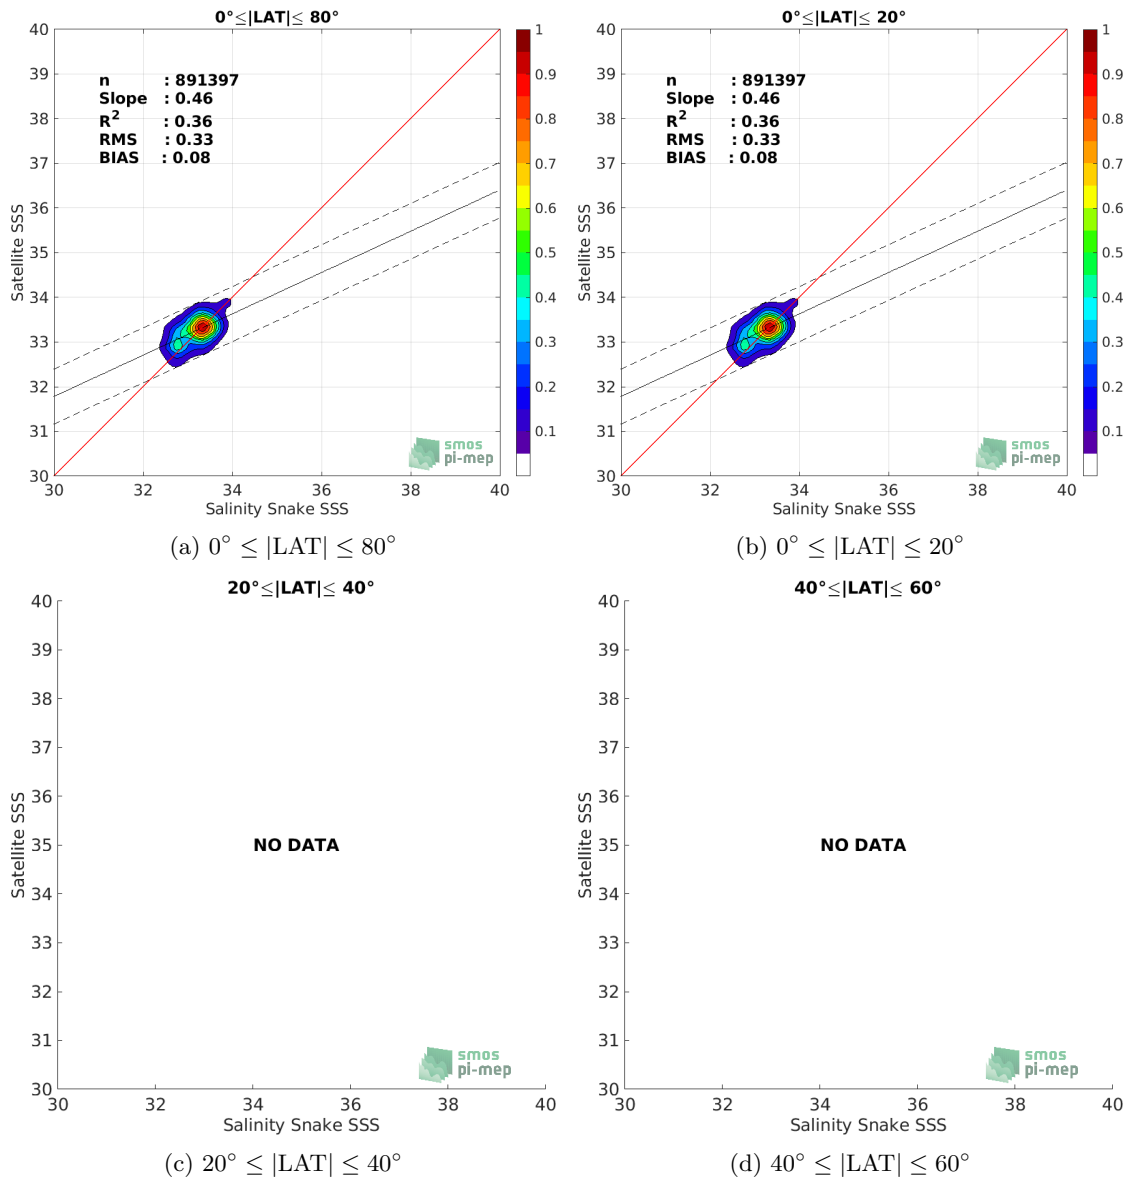 0°≤|LAT|≤ 80°
40
39
38
37
36
35
34
33
32
31
30
Satellite SSS
n : 891397
Slope : 0.46
R² : 0.36
RMS : 0.33
BIAS : 0.08
smos
pi-mep
30 32 34 36 38 40
Salinity Snake SSS
1
0.9
0.8
0.7
0.6
0.5
0.4
0.3
0.2
0.1
(a) 0° ≤ |LAT| ≤ 80°
0°≤|LAT|≤ 20°
40
39
38
37
36
35
34
33
32
31
30
Satellite SSS
n : 891397
Slope : 0.46
R² : 0.36
RMS : 0.33
BIAS : 0.08
smos
pi-mep
30 32 34 36 38 40
Salinity Snake SSS
1
0.9
0.8
0.7
0.6
0.5
0.4
0.3
0.2
0.1
(b) 0° ≤ |LAT| ≤ 20°
20°≤|LAT|≤ 40°
40
39
38
37
36
35
34
33
32
31
30
Satellite SSS
NO DATA
smos
pi-mep
30 32 34 36 38 40
Salinity Snake SSS
(c) 20° ≤ |LAT| ≤ 40°
40°≤|LAT|≤ 60°
40
39
38
37
36
35
34
33
32
31
30
Satellite SSS
NO DATA
smos
pi-mep
30 32 34 36 38 40
Salinity Snake SSS
(d) 40° ≤ |LAT| ≤ 60°